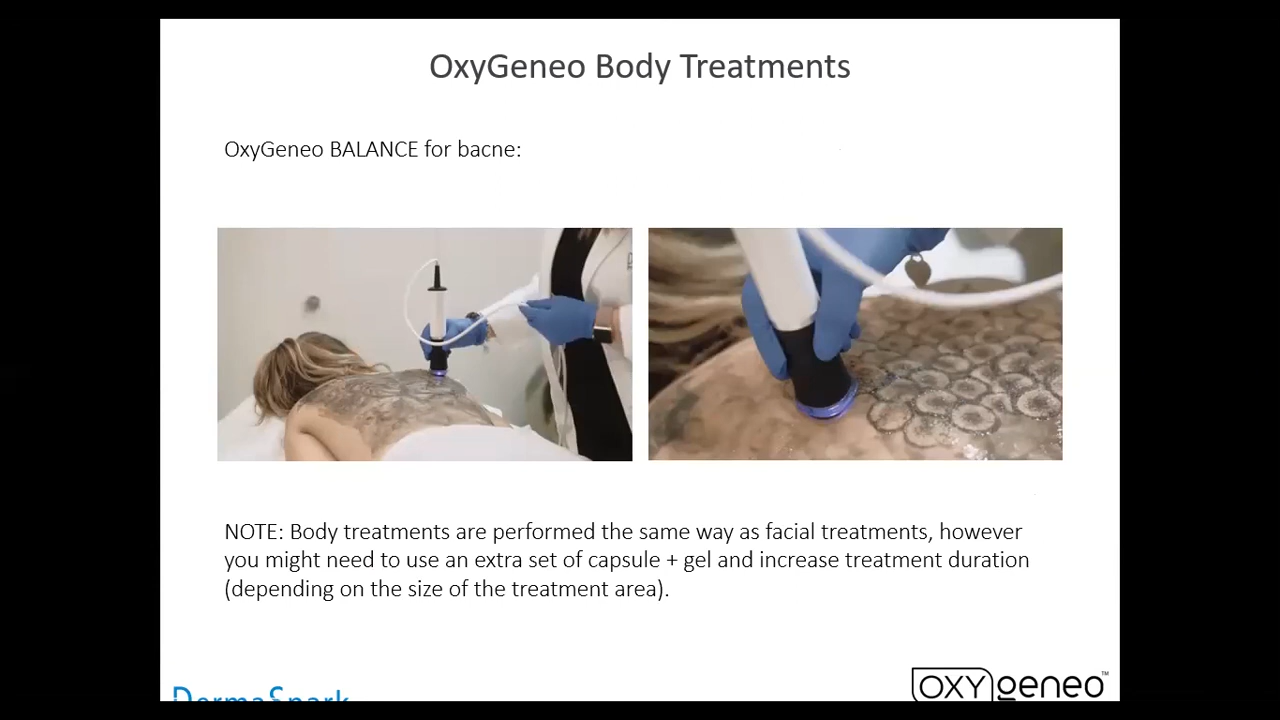 OxyGeneo Body Treatments
OxyGeneo BALANCE for bacne:
NOTE: Body treatments are performed the same way as facial treatments, however
you might need to use an extra set of capsule + gel and increase treatment duration
(depending on the size of the treatment area).
DermaSpark
OXYgeneo™